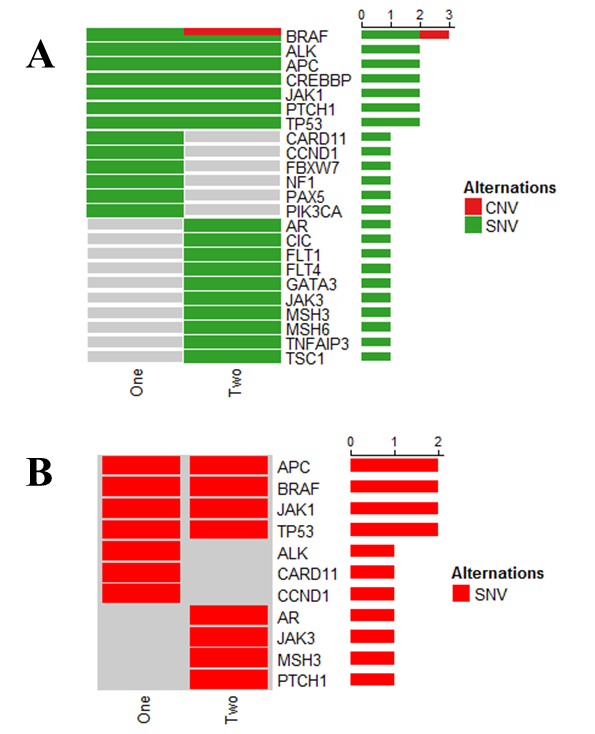 A
0 1 2 3
BRAF
ALK
APC
CREBBP
JAK1
PTCH1
TP53
CARD11
CCND1
FBXW7
NF1
PAX5
PIK3CA
AR
CIC
FLT1
FLT4
GATA3
JAK3
MSH3
MSH6
TNFAIP3
TSC1
One Two
Alternations
CNV
SNV
B
0 1 2
APC
BRAF
JAK1
TP53
ALK
CARD11
CCND1
AR
JAK3
MSH3
PTCH1
One Two
Alternations
SNV